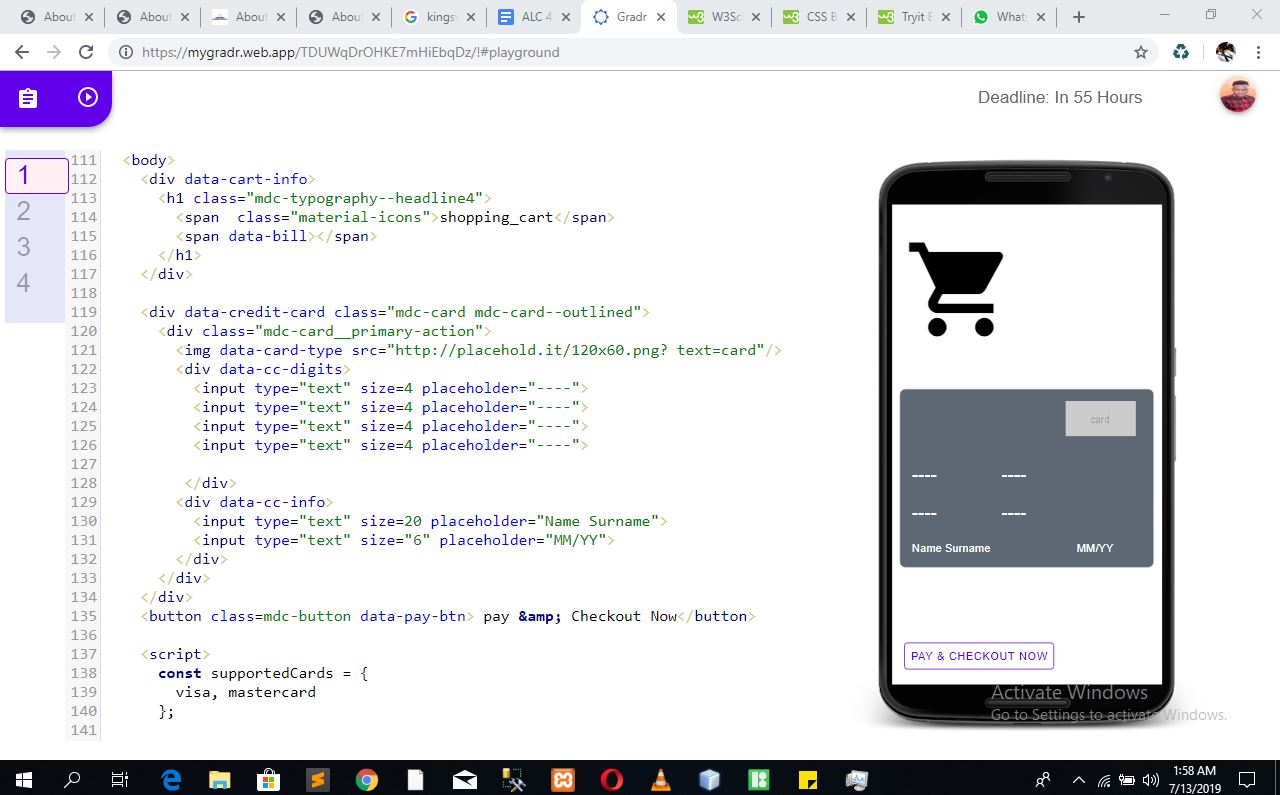 About
About
About
About
kings
ALC 4
Gradr
W3Sc
CSS B
Tryit E
What
https://mygradr.web.app/TDUWqDrOHKE7mHiEbqDz/!#playground
Deadline: In 55 Hours
1
2
3
4
111 <body>
112 <div data-cart-info>
113 <h1 class="mdc-typography--headline4">
114 <span  class="material-icons">shopping_cart</span>
115 <span data-bill></span>
116 </h1>
117 </div>
118
119 <div data-credit-card class="mdc-card mdc-card--outlined">
120 <div class="mdc-card__primary-action">
121 <img data-card-type src="http://placehold.it/120x60.png? text=card"/>
122 <div data-cc-digits>
123 <input type="text" size=4 placeholder="----">
124 <input type="text" size=4 placeholder="----">
125 <input type="text" size=4 placeholder="----">
126 <input type="text" size=4 placeholder="----">
127
128 </div>
129 <div data-cc-info>
130 <input type="text" size=20 placeholder="Name Surname">
131 <input type="text" size="6" placeholder="MM/YY">
132 </div>
133 </div>
134 </div>
135 <button class=mdc-button data-pay-btn> pay &amp; Checkout Now</button>
136
137 <script>
138 const supportedCards = {
139 visa, mastercard
140 };
141
card
---- ----
---- ----
Name Surname MM/YY
PAY & CHECKOUT NOW
Activate Windows
Go to Settings to activate Windows.
1:58 AM
7/13/2019